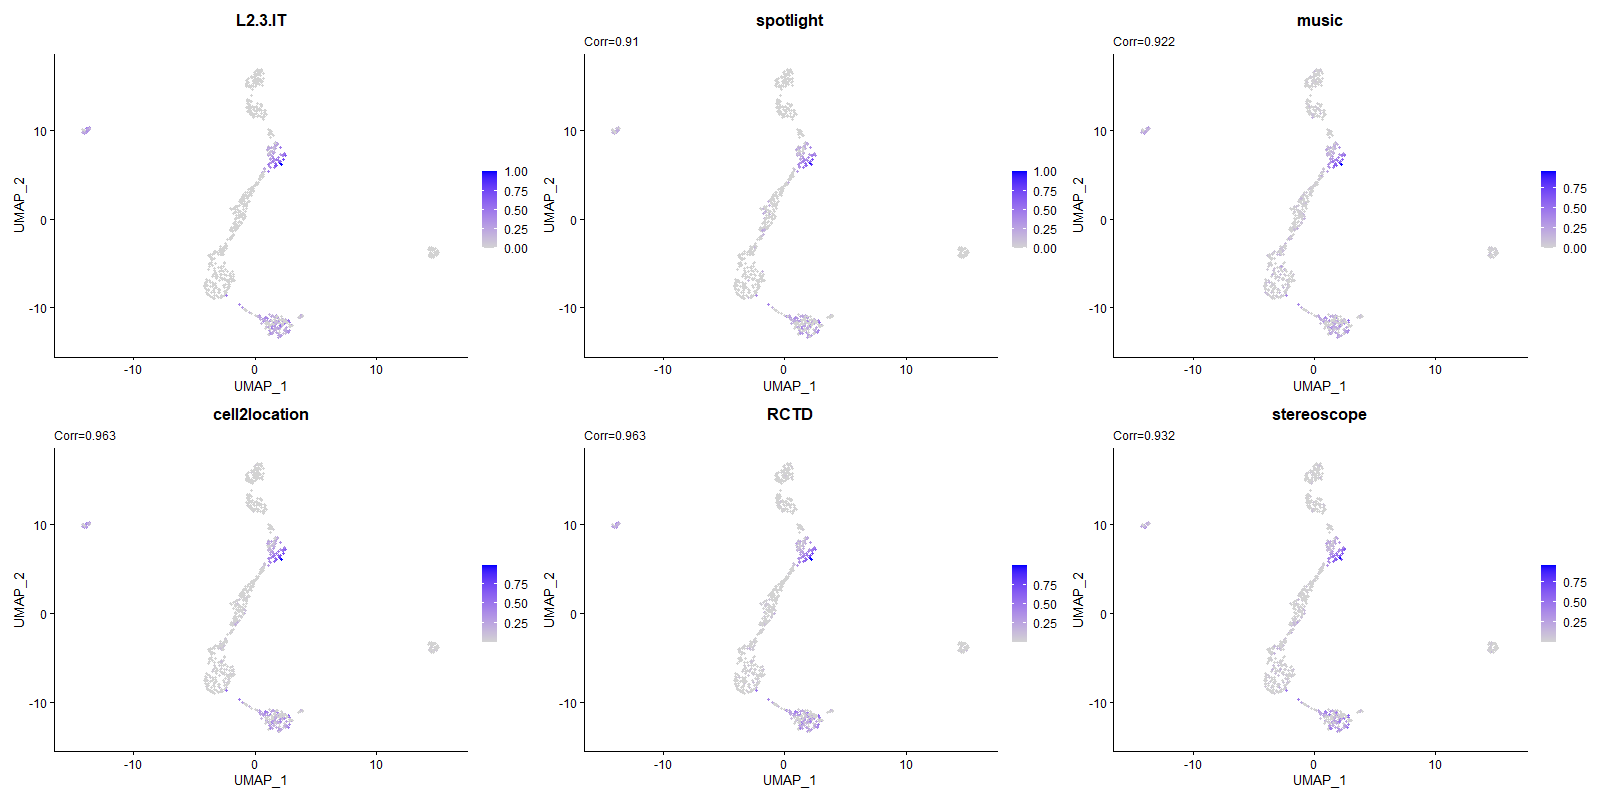 L2.3.IT
UMAP_2
10
0
-10
-10
0
10
UMAP_1
1.00
0.75
0.50
0.25
0.00
spotlight
Corr=0.91
UMAP_2
10
0
-10
-10
0
10
UMAP_1
1.00
0.75
0.50
0.25
0.00
music
Corr=0.922
UMAP_2
10
0
-10
-10
0
10
UMAP_1
0.75
0.50
0.25
0.00
cell2location
Corr=0.963
UMAP_2
10
0
-10
-10
0
10
UMAP_1
0.75
0.50
0.25
RCTD
Corr=0.963
UMAP_2
10
0
-10
-10
0
10
UMAP_1
0.75
0.50
0.25
stereoscope
Corr=0.932
UMAP_2
10
0
-10
-10
0
10
UMAP_1
0.75
0.50
0.25